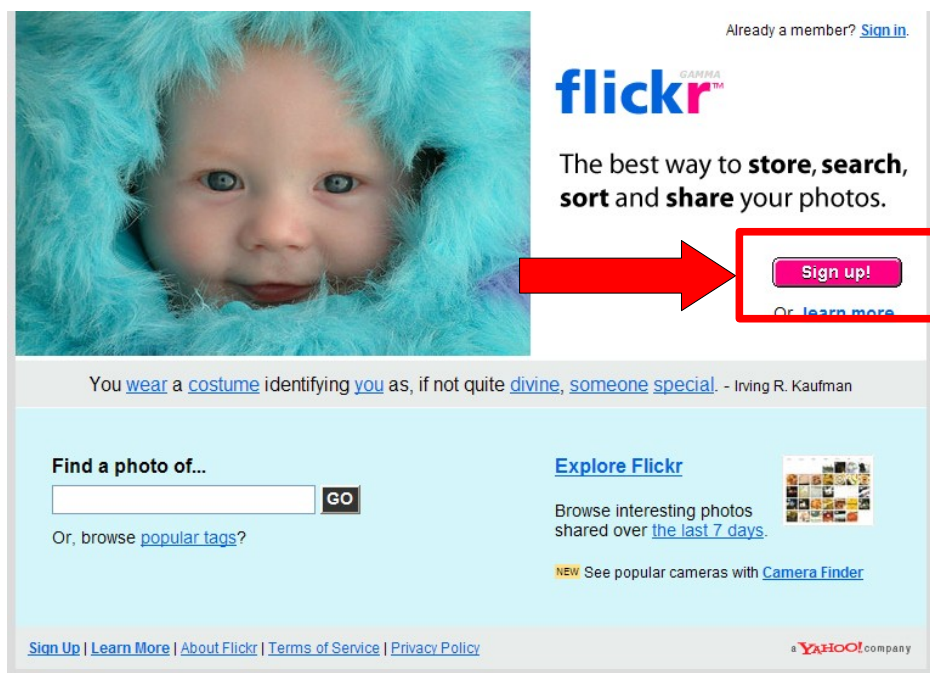 Already a member? Sign in.
flickr GAMMA TM
The best way to store, search,
sort and share your photos.
Sign up!
Or, learn more
You wear a costume identifying you as, if not quite divine, someone special. - Irving R. Kaufman
Find a photo of...
GO
Or, browse popular tags?
Explore Flickr
Browse interesting photos
shared over the last 7 days.
NEW See popular cameras with Camera Finder
Sign Up | Learn More | About Flickr | Terms of Service | Privacy Policy
a YAHOO! company